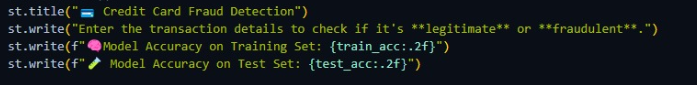 st.title("💳 Credit Card Fraud Detection")
st.write("Enter the transaction details to check if it's **legitimate** or **fraudulent**.")
st.write(f"🧠Model Accuracy on Training Set: {train_acc:.2f}")
st.write(f"🧪 Model Accuracy on Test Set: {test_acc:.2f}")